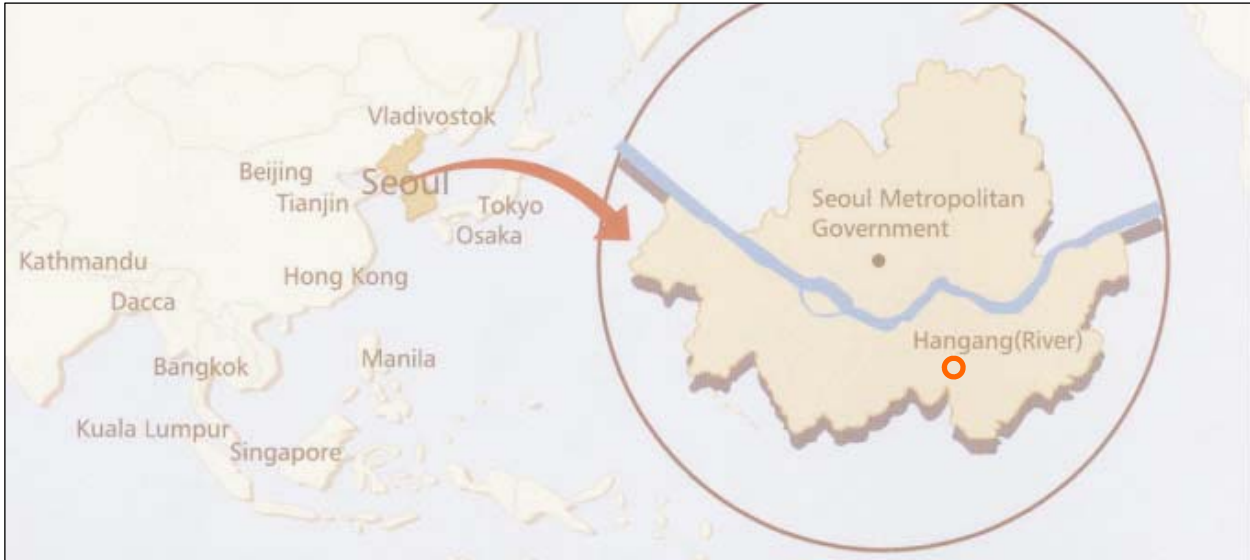 Vladivostok
Beijing
Seoul
Tianjin
Tokyo
Osaka
Kathmandu
Hong Kong
Dacca
Bangkok
Manila
Kuala Lumpur
Singapore
Seoul Metropolitan
Government
Hangang(River)